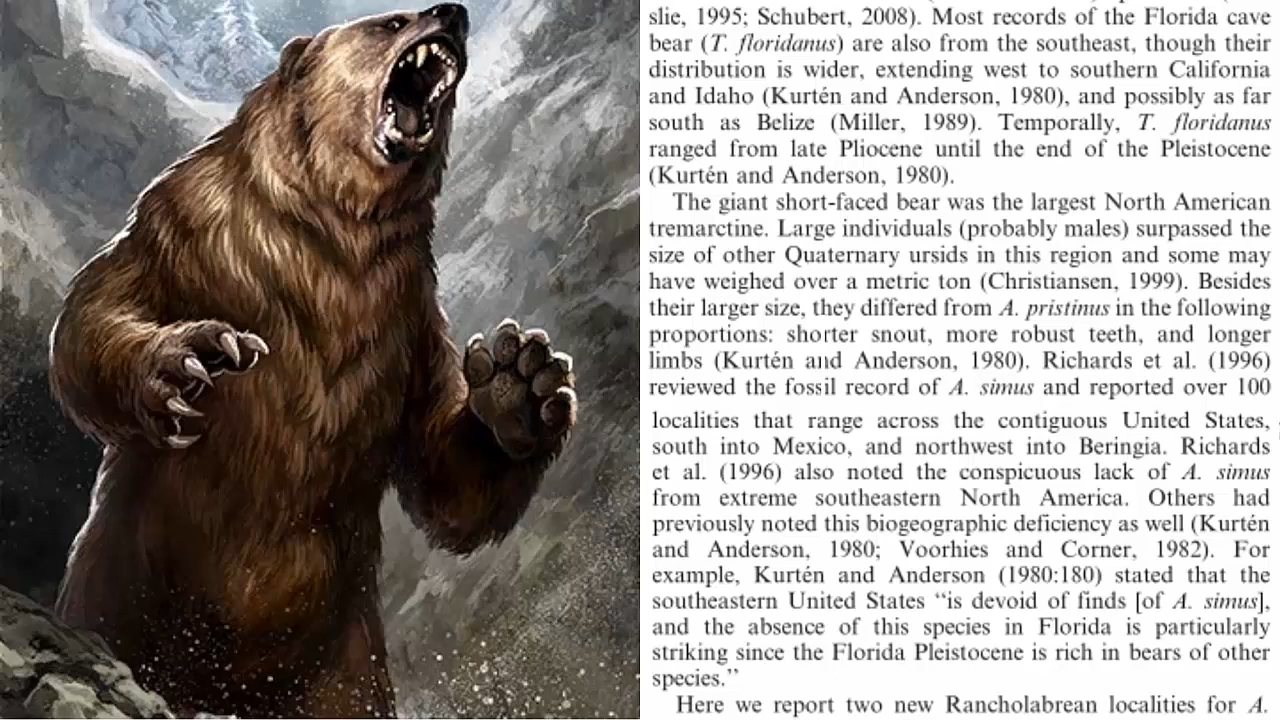 slie, 1995; Schubert, 2008). Most records of the Florida cave
bear (T. floridanus) are also from the southeast, though their
distribution is wider, extending west to southern California
and Idaho (Kurtén and Anderson, 1980), and possibly as far
south as Belize (Miller, 1989). Temporally, T. floridanus
ranged from late Pliocene until the end of the Pleistocene
(Kurtén and Anderson, 1980).
The giant short-faced bear was the largest North American
tremarctine. Large individuals (probably males) surpassed the
size of other Quaternary ursids in this region and some may
have weighed over a metric ton (Christiansen, 1999). Besides
their larger size, they differed from A. pristinus in the following
proportions: shorter snout, more robust teeth, and longer
limbs (Kurtén and Anderson, 1980). Richards et al. (1996)
reviewed the fossil record of A. simus and reported over 100
localities that range across the contiguous United States,
south into Mexico, and northwest into Beringia. Richards
et al. (1996) also noted the conspicuous lack of A. simus
from extreme southeastern North America. Others had
previously noted this biogeographic deficiency as well (Kurtén
and Anderson, 1980; Voorhies and Corner, 1982). For
example, Kurtén and Anderson (1980:180) stated that the
southeastern United States “is devoid of finds [of A. simus],
and the absence of this species in Florida is particularly
striking since the Florida Pleistocene is rich in bears of other
species.”
Here we report two new Rancholabrean localities for A.